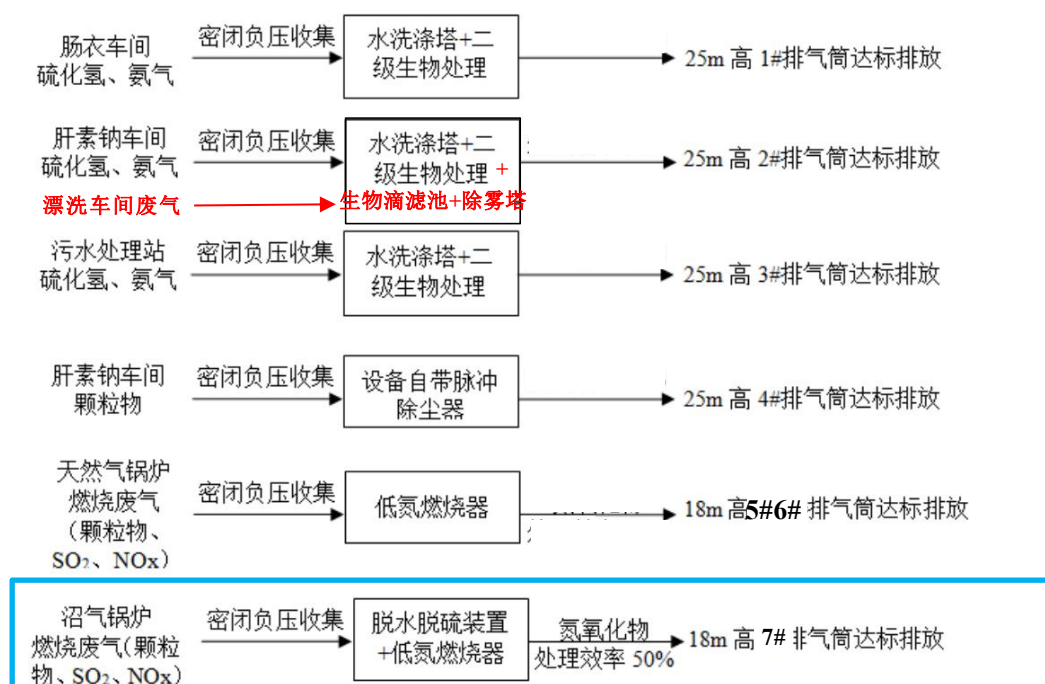 肠衣车间
硫化氢、氨气
密闭负压收集
水洗涤塔+二
级生物处理
25m 高 1#排气筒达标排放
肝素钠车间
硫化氢、氨气
密闭负压收集
水洗涤塔+二
级生物处理 +
25m 高 2#排气筒达标排放
漂洗车间废气
生物滴滤池+除雾塔
污水处理站
硫化氢、氨气
密闭负压收集
水洗涤塔+二
级生物处理
25m 高 3#排气筒达标排放
肝素钠车间
颗粒物
密闭负压收集
设备自带脉冲
除尘器
25m 高 4#排气筒达标排放
天然气锅炉
燃烧废气
（颗粒物、
SO₂、NOx）
密闭负压收集
低氮燃烧器
18m 高5#6# 排气筒达标排放
沼气锅炉
燃烧废气(颗粒
物、SO₂、NOx)
密闭负压收集
脱水脱硫装置
+低氮燃烧器
氮氧化物
处理效率 50%
18m 高 7# 排气筒达标排放